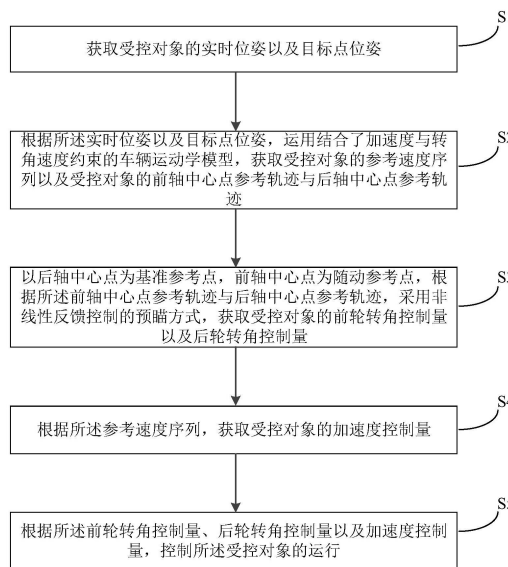 S
获取受控对象的实时位姿以及目标点位姿
S
根据所述实时位姿以及目标点位姿，运用结合了加速度与转
角速度约束的车辆运动学模型，获取受控对象的参考速度序
列以及受控对象的前轴中心点参考轨迹与后轴中心点参考轨
迹
S
以后轴中心点为基准参考点，前轴中心点为随动参考点，根
据所述前轴中心点参考轨迹与后轴中心点参考轨迹，采用非
线性反馈控制的预瞄方式，获取受控对象的前轮转角控制量
以及后轮转角控制量
S4
根据所述参考速度序列，获取受控对象的加速度控制量
S
根据所述前轮转角控制量、后轮转角控制量以及加速度控制
量，控制所述受控对象的运行